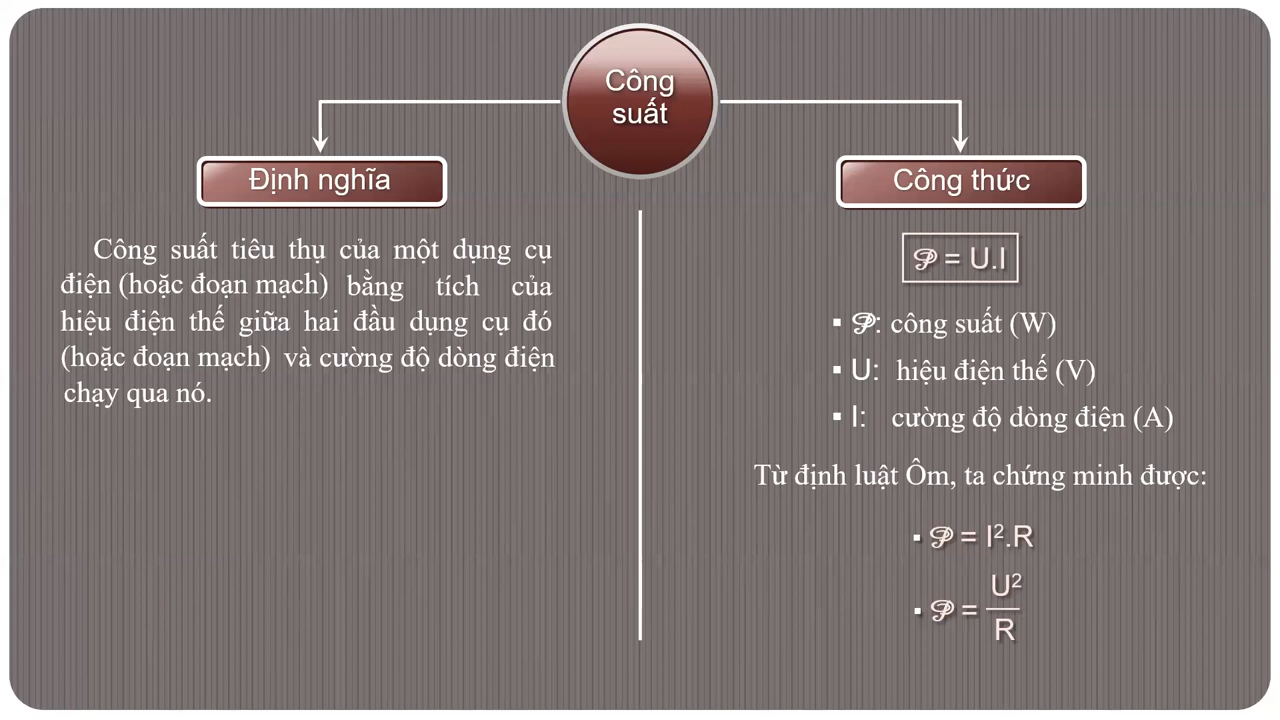 Công
suất
Định nghĩa
Công suất tiêu thụ của một dụng cụ
điện (hoặc đoạn mạch) bằng tích của
hiệu điện thế giữa hai đầu dụng cụ đó
(hoặc đoạn mạch) và cường độ dòng điện
chạy qua nó.
Công thức
𝒫 = U.I
▪ 𝒫: công suất (W)
▪ U: hiệu điện thế (V)
▪ I: cường độ dòng điện (A)
Từ định luật Ôm, ta chứng minh được:
▪ 𝒫 = I².R
▪ 𝒫 = U²/R